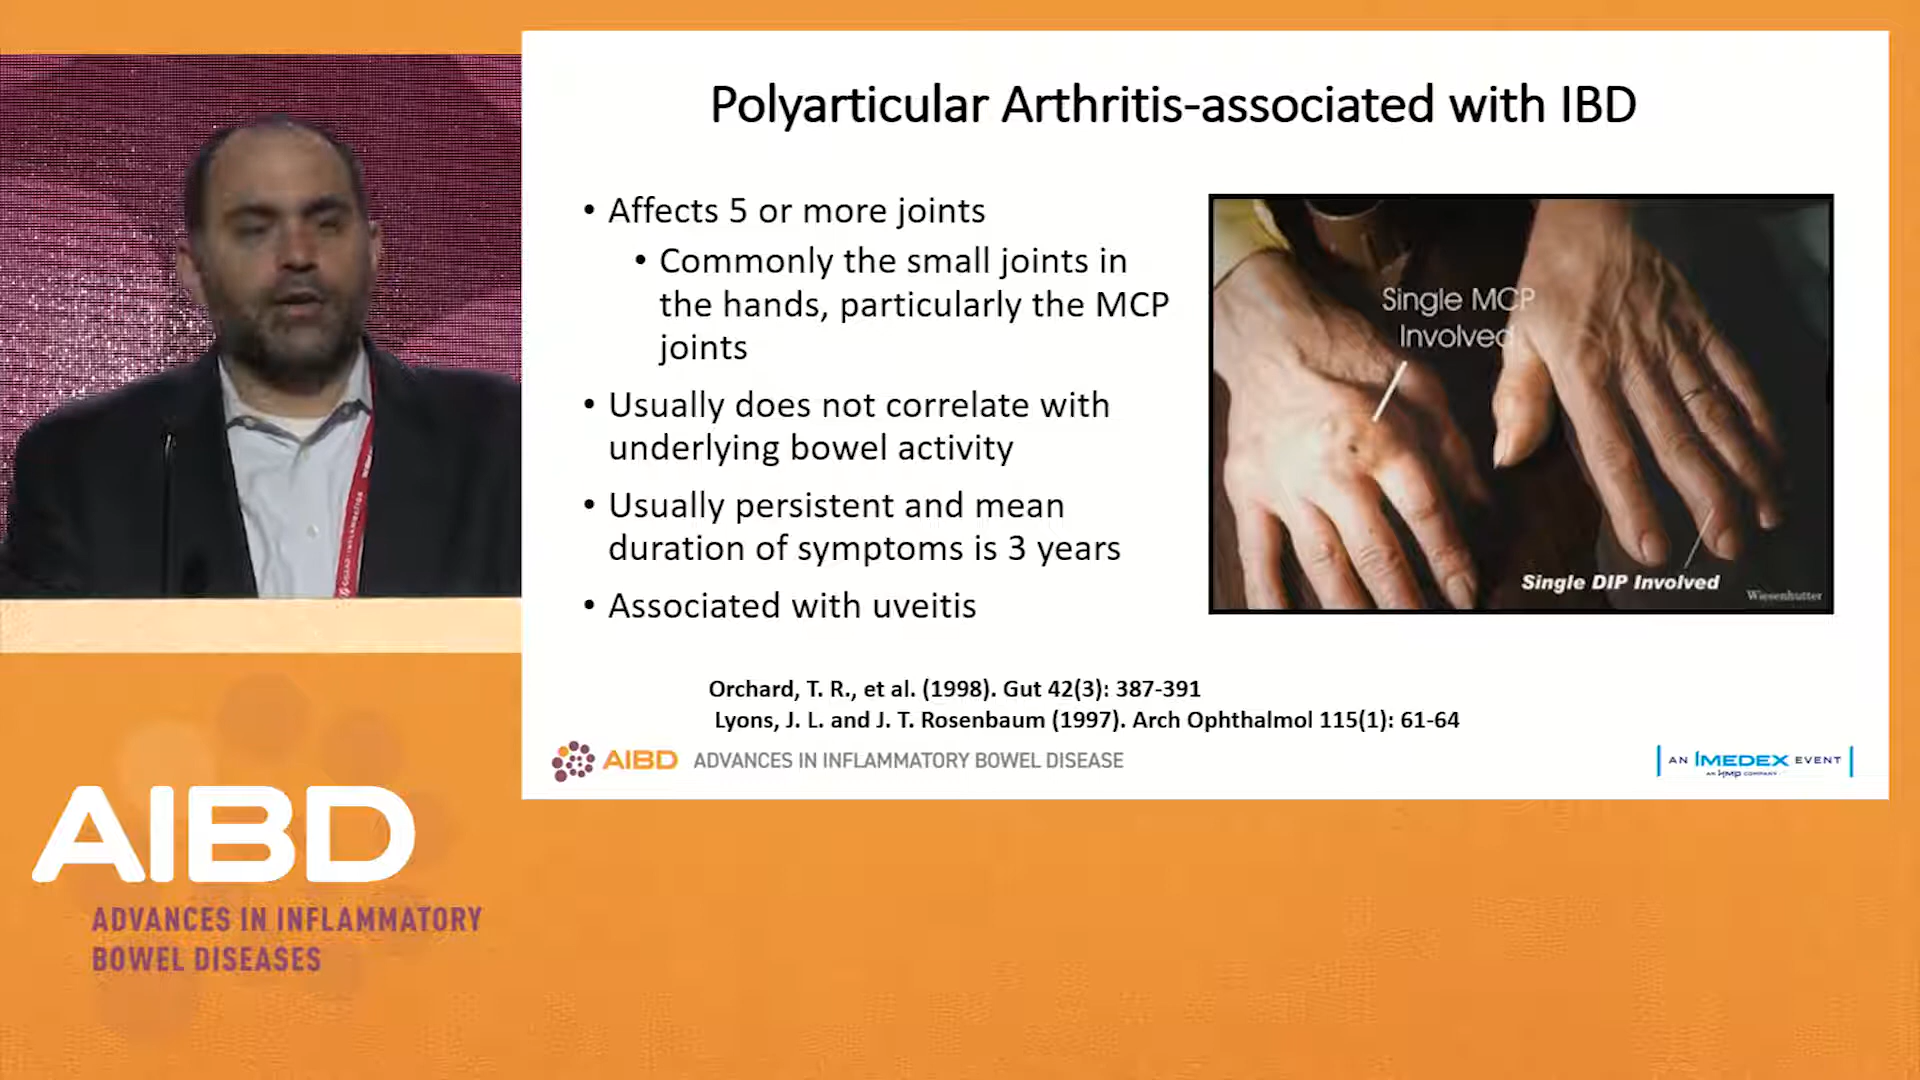 Polyarticular Arthritis-associated with IBD
• Affects 5 or more joints
• Commonly the small joints in
the hands, particularly the MCP
joints
• Usually does not correlate with
underlying bowel activity
• Usually persistent and mean
duration of symptoms is 3 years
• Associated with uveitis
Single MCP
Involved
Single DIP Involved
Wiesenhutter
Orchard, T. R., et al. (1998). Gut 42(3): 387-391
Lyons, J. L. and J. T. Rosenbaum (1997). Arch Ophthalmol 115(1): 61-64
AIBD ADVANCES IN INFLAMMATORY BOWEL DISEASE
AN IMEDEX EVENT
AN HMP COMPANY
AIBD
ADVANCES IN INFLAMMATORY
BOWEL DISEASES